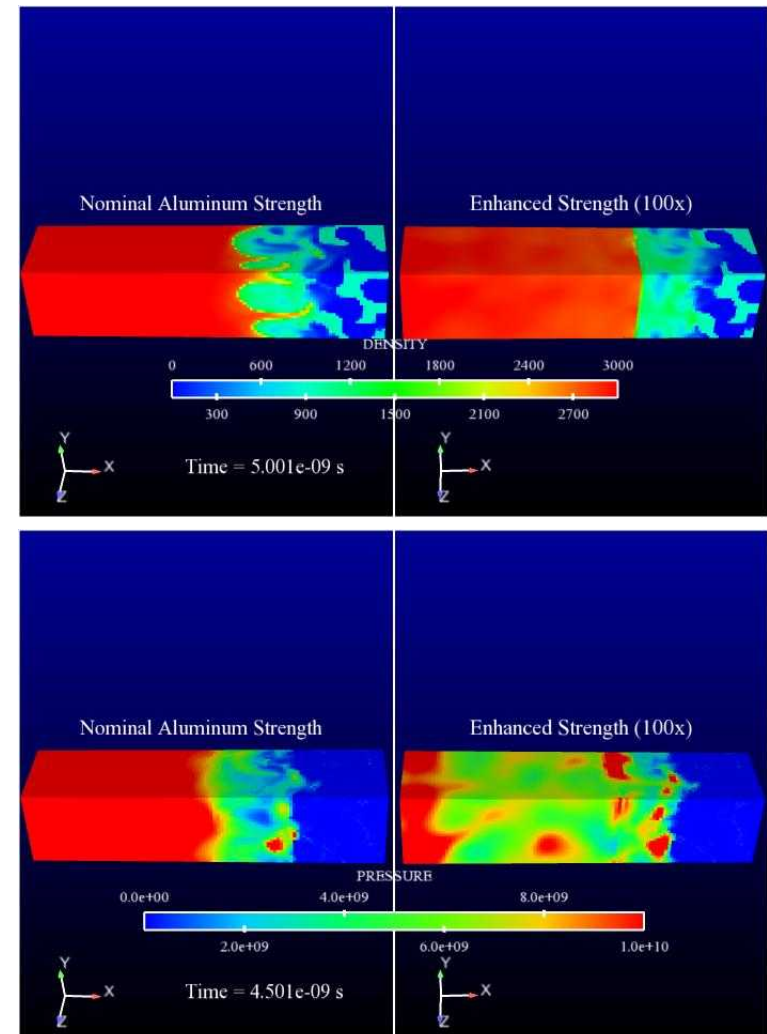 Nominal Aluminum Strength
Enhanced Strength (100x)
DENSITY
0 600 1200 1800 2400 3000
300 900 1500 2100 2700
Y
X
Z
Time = 5.001e-09 s
Y
X
Z
Nominal Aluminum Strength
Enhanced Strength (100x)
PRESSURE
0.0e+00 4.0e+09 8.0e+09
2.0e+09 6.0e+09 1.0e+10
Y
X
Z
Time = 4.501e-09 s
Y
X
Z